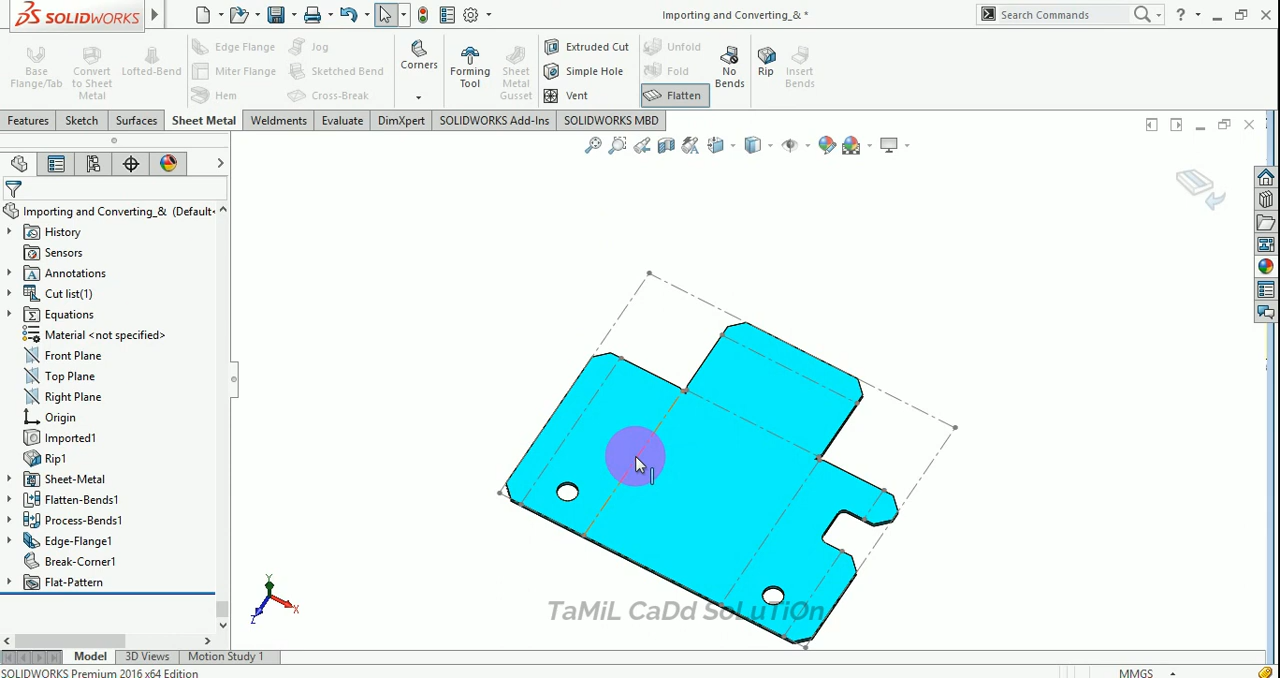 SOLIDWORKS
Importing and Converting_& *
Search Commands
Base Flange/Tab
Convert to Sheet Metal
Lofted-Bend
Edge Flange
Miter Flange
Hem
Jog
Sketched Bend
Cross-Break
Corners
Forming Tool
Sheet Metal Gusset
Extruded Cut
Simple Hole
Vent
Unfold
Fold
Flatten
No Bends
Rip
Insert Bends
Features
Sketch
Surfaces
Sheet Metal
Weldments
Evaluate
DimXpert
SOLIDWORKS Add-Ins
SOLIDWORKS MBD
Importing and Converting_& (Default<
History
Sensors
Annotations
Cut list(1)
Equations
Material <not specified>
Front Plane
Top Plane
Right Plane
Origin
Imported1
Rip1
Sheet-Metal
Flatten-Bends1
Process-Bends1
Edge-Flange1
Break-Corner1
Flat-Pattern
Y
X
Z
TaMiL CaDd SoLuTiOn
Model
3D Views
Motion Study 1
SOLIDWORKS Premium 2016 x64 Edition
MMGS